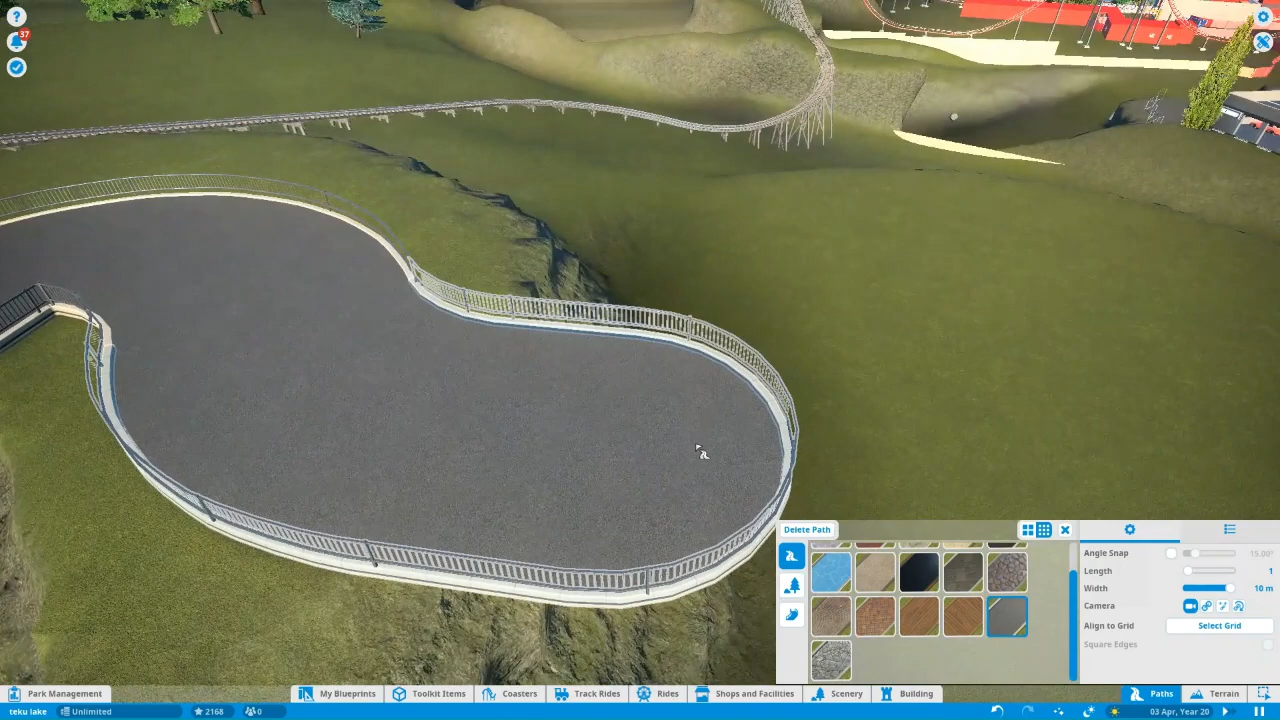 37
Delete Path
Angle Snap 15.00°
Length 1
Width 10 m
Camera
Align to Grid Select Grid
Square Edges
Park Management My Blueprints Toolkit Items Coasters Track Rides Rides Shops and Facilities Scenery Building Paths Terrain
teku lake Unlimited 2168 0 03 Apr, Year 20